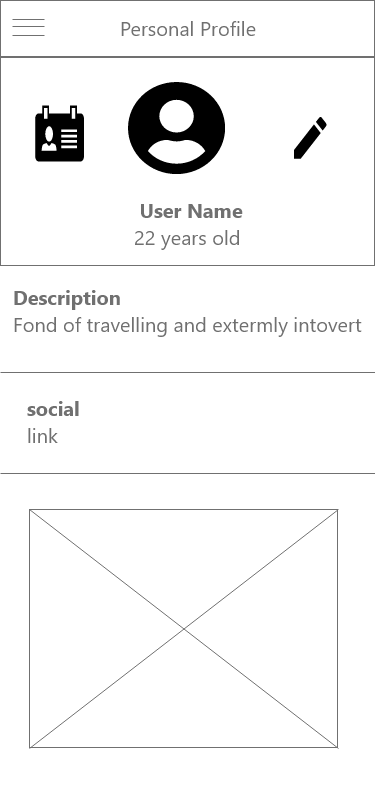 Personal Profile
User Name
22 years old
Description
Fond of travelling and extermly intovert
social
link